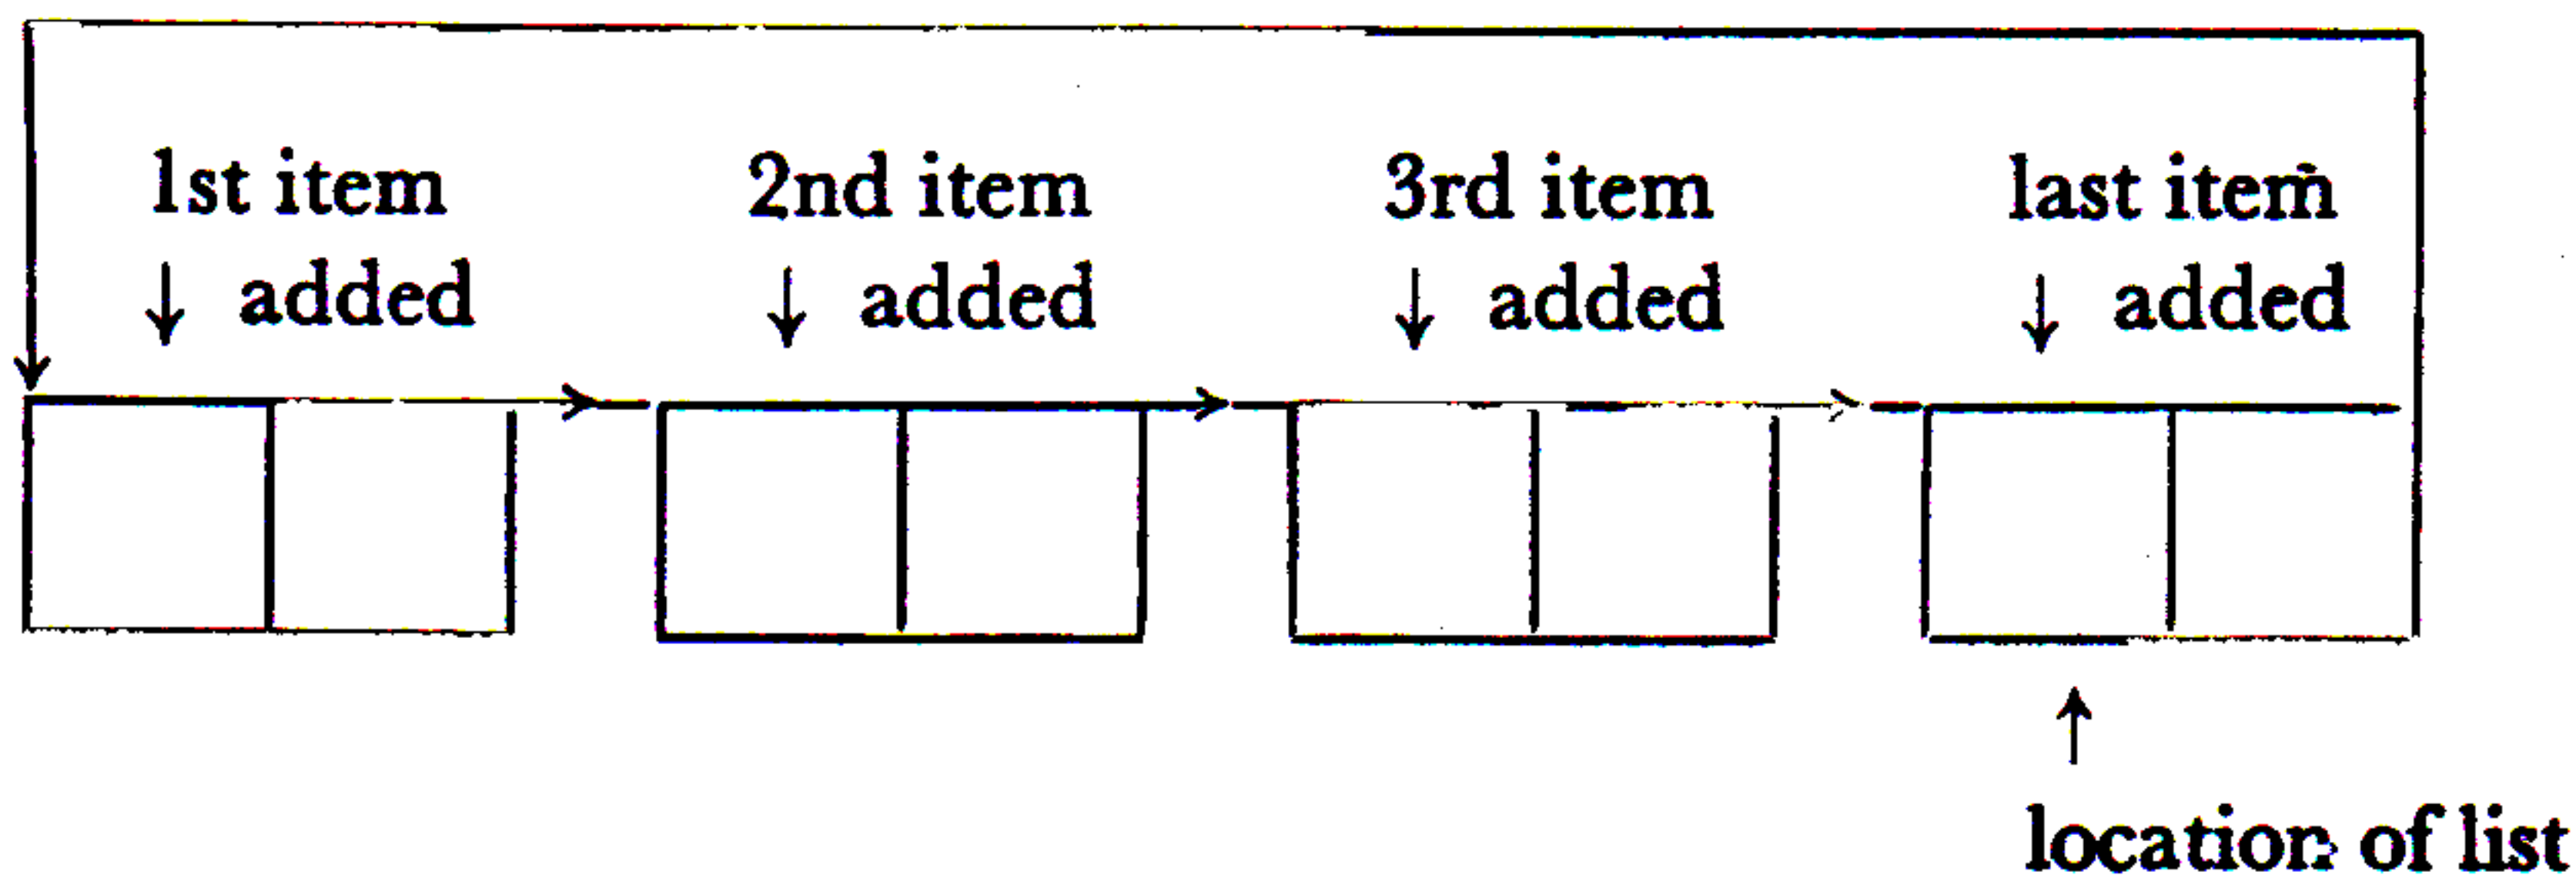 1st item
added
2nd item
added
3rd item
added
last item
added
location of list